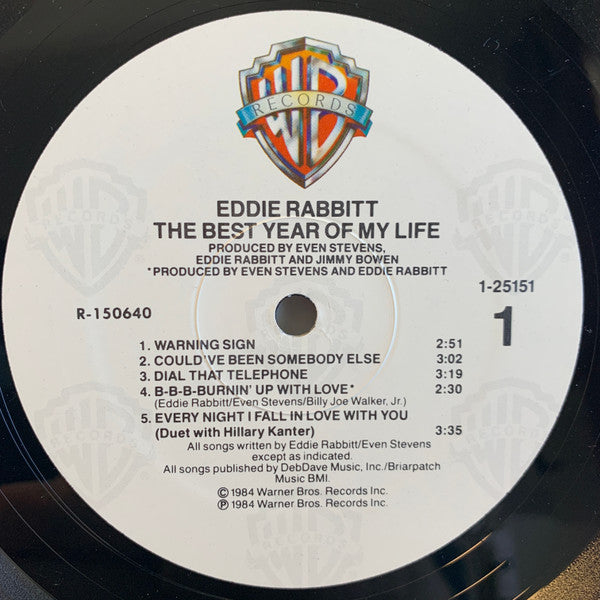 WB
RECORDS
EDDIE RABBITT
THE BEST YEAR OF MY LIFE
PRODUCED BY EVEN STEVENS,
EDDIE RABBITT AND JIMMY BOWEN
*PRODUCED BY EVEN STEVENS AND EDDIE RABBITT
1-25151
R-150640
1
1. WARNING SIGN 2:51
2. COULD'VE BEEN SOMEBODY ELSE 3:02
3. DIAL THAT TELEPHONE 3:19
4. B-B-B-BURNIN' UP WITH LOVE* 2:30
(Eddie Rabbitt/Even Stevens/Billy Joe Walker, Jr.)
5. EVERY NIGHT I FALL IN LOVE WITH YOU
(Duet with Hillary Kanter) 3:35
All songs written by Eddie Rabbitt/Even Stevens
except as indicated.
All songs published by DebDave Music, Inc./Briarpatch
Music BMI.
© 1984 Warner Bros. Records Inc.
℗ 1984 Warner Bros. Records Inc.